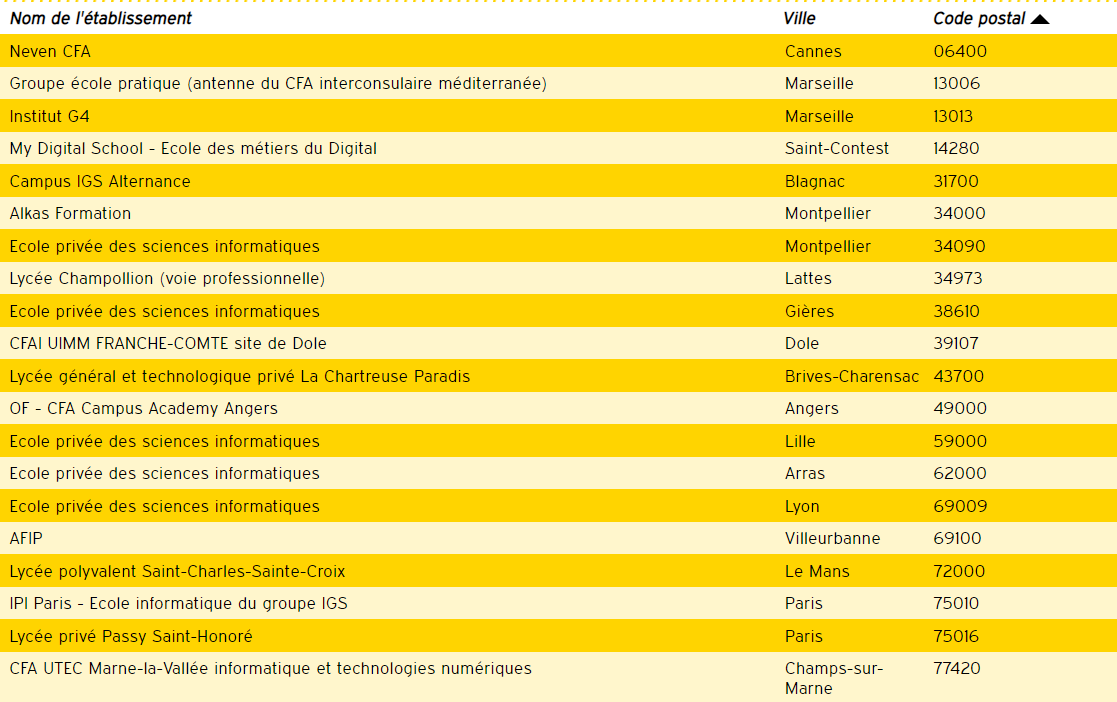 Nom de l'établissement Ville Code postal
Neven CFA Cannes 06400
Groupe école pratique (antenne du CFA interconsulaire méditerranée) Marseille 13006
Institut G4 Marseille 13013
My Digital School - Ecole des métiers du Digital Saint-Contest 14280
Campus IGS Alternance Blagnac 31700
Alkas Formation Montpellier 34000
Ecole privée des sciences informatiques Montpellier 34090
Lycée Champollion (voie professionnelle) Lattes 34973
Ecole privée des sciences informatiques Gières 38610
CFAI UIMM FRANCHE-COMTE site de Dole Dole 39107
Lycée général et technologique privé La Chartreuse Paradis Brives-Charensac 43700
OF - CFA Campus Academy Angers Angers 49000
Ecole privée des sciences informatiques Lille 59000
Ecole privée des sciences informatiques Arras 62000
Ecole privée des sciences informatiques Lyon 69009
AFIP Villeurbanne 69100
Lycée polyvalent Saint-Charles-Sainte-Croix Le Mans 72000
IPI Paris - Ecole informatique du groupe IGS Paris 75010
Lycée privé Passy Saint-Honoré Paris 75016
CFA UTEC Marne-la-Vallée informatique et technologies numériques Champs-sur- 77420
Marne